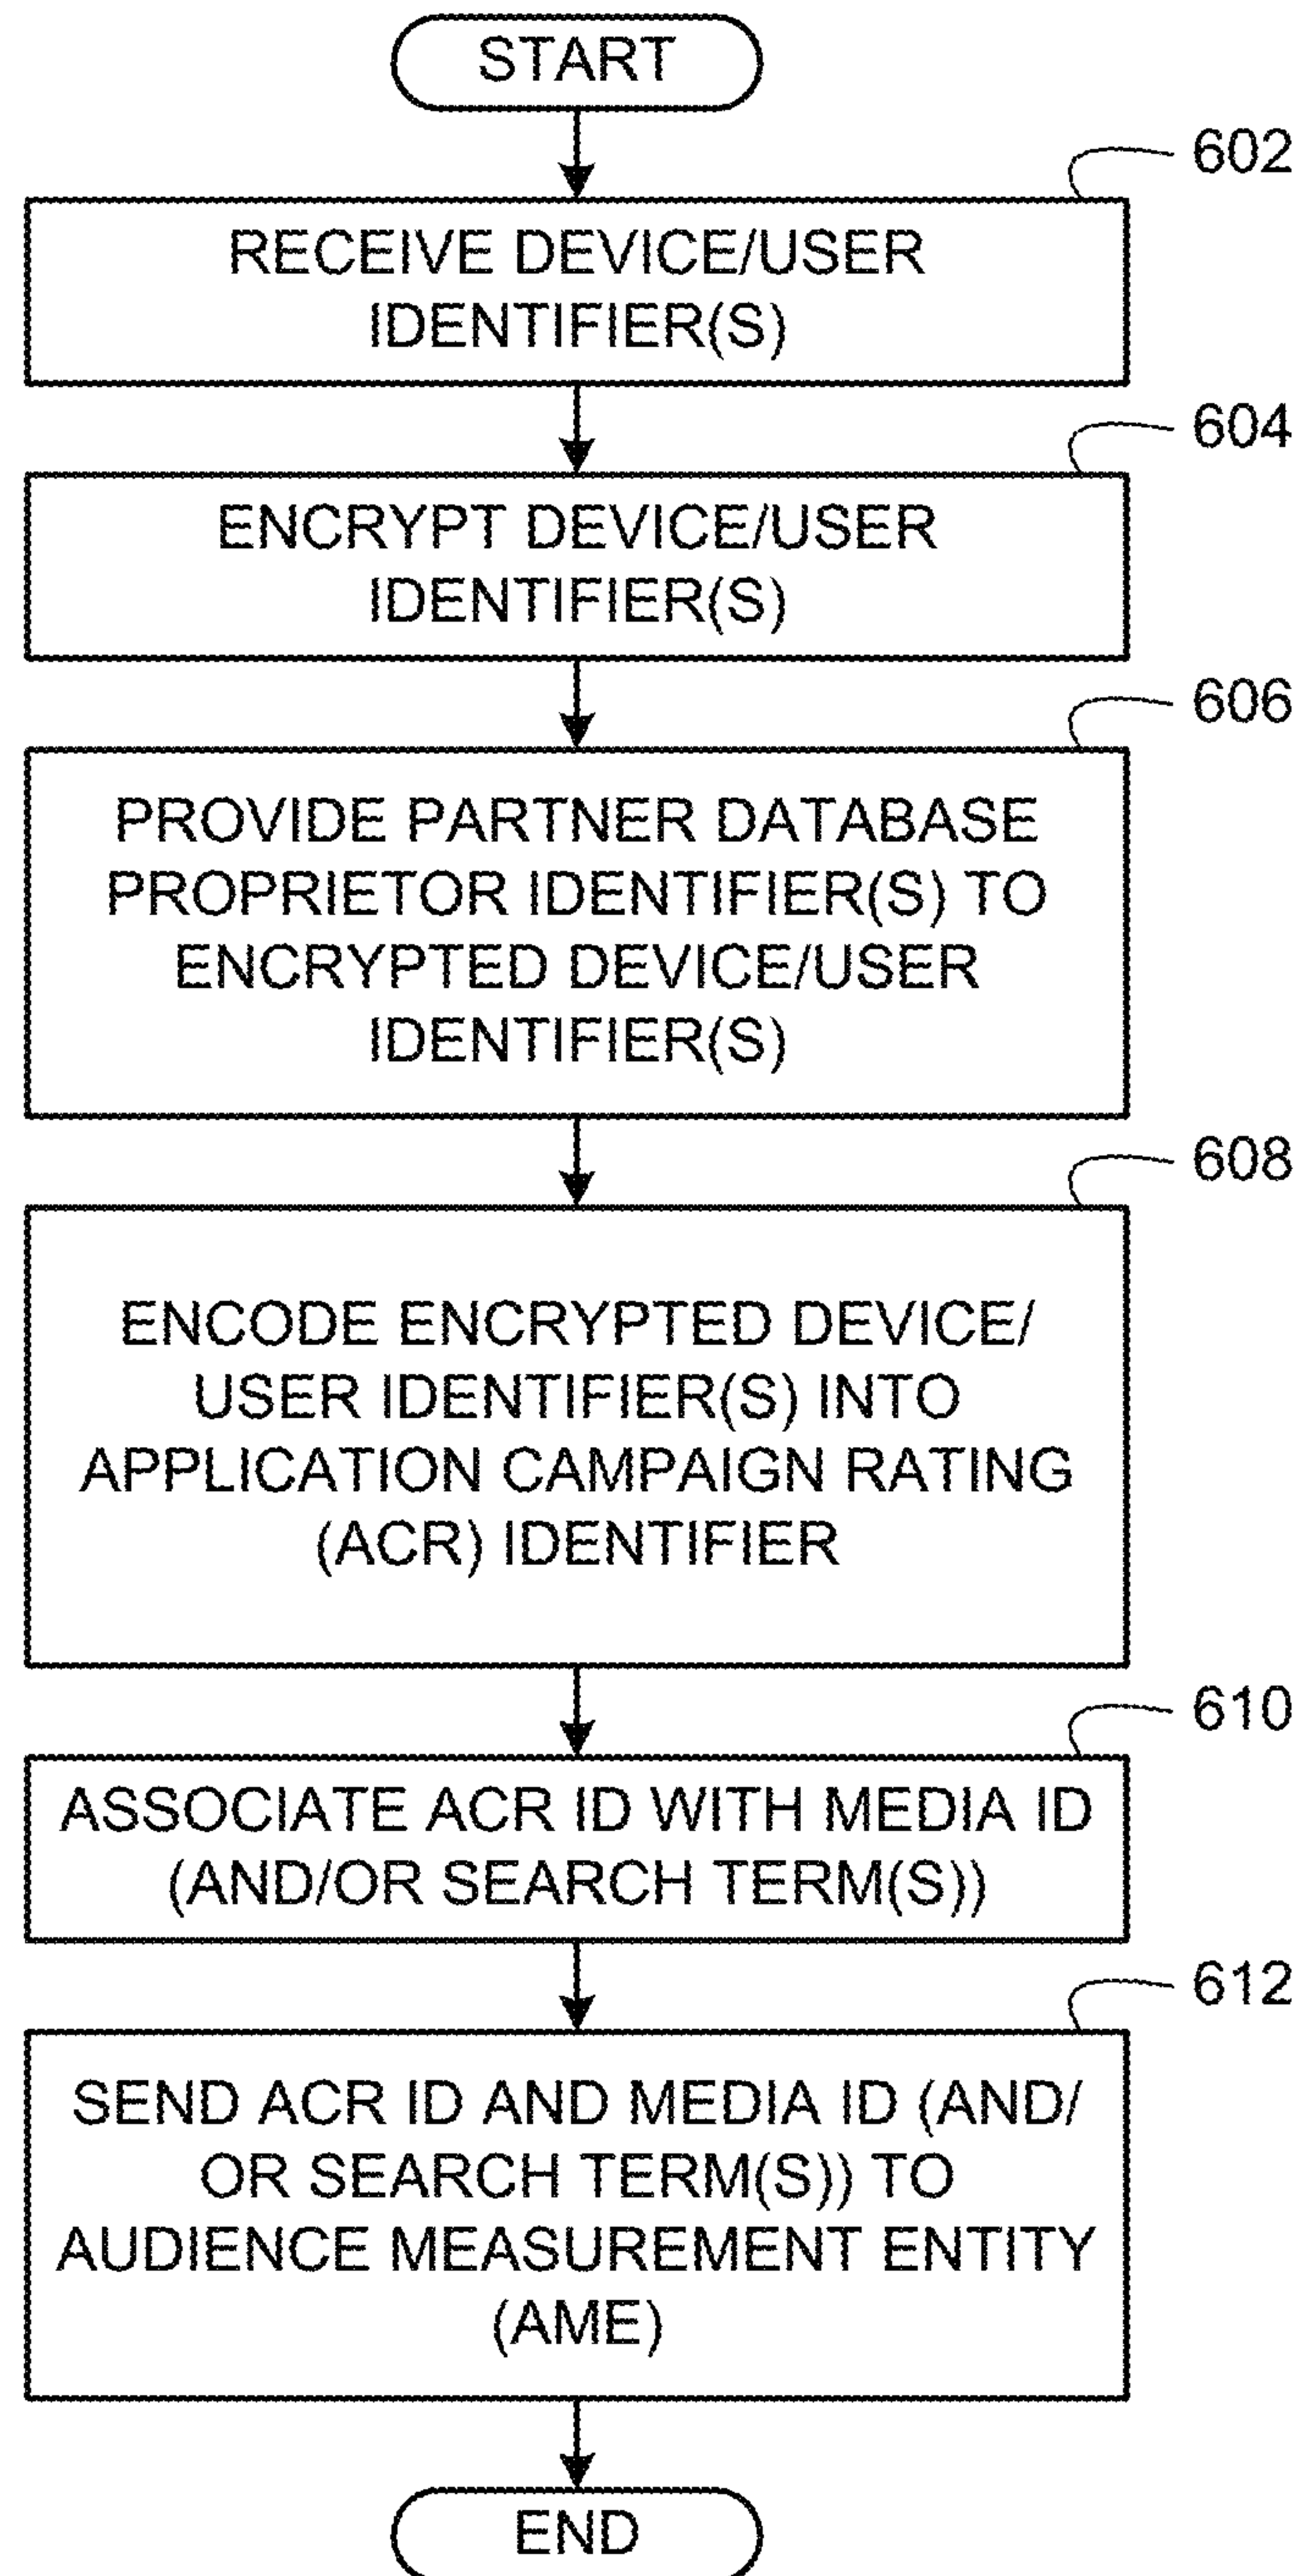 START
602
RECEIVE DEVICE/USER
IDENTIFIER(S)
604
ENCRYPT DEVICE/USER
IDENTIFIER(S)
606
PROVIDE PARTNER DATABASE
PROPRIETOR IDENTIFIER(S) TO
ENCRYPTED DEVICE/USER
IDENTIFIER(S)
608
ENCODE ENCRYPTED DEVICE/
USER IDENTIFIER(S) INTO
APPLICATION CAMPAIGN RATING
(ACR) IDENTIFIER
610
ASSOCIATE ACR ID WITH MEDIA ID
(AND/OR SEARCH TERM(S))
612
SEND ACR ID AND MEDIA ID (AND/
OR SEARCH TERM(S)) TO
AUDIENCE MEASUREMENT ENTITY
(AME)
END